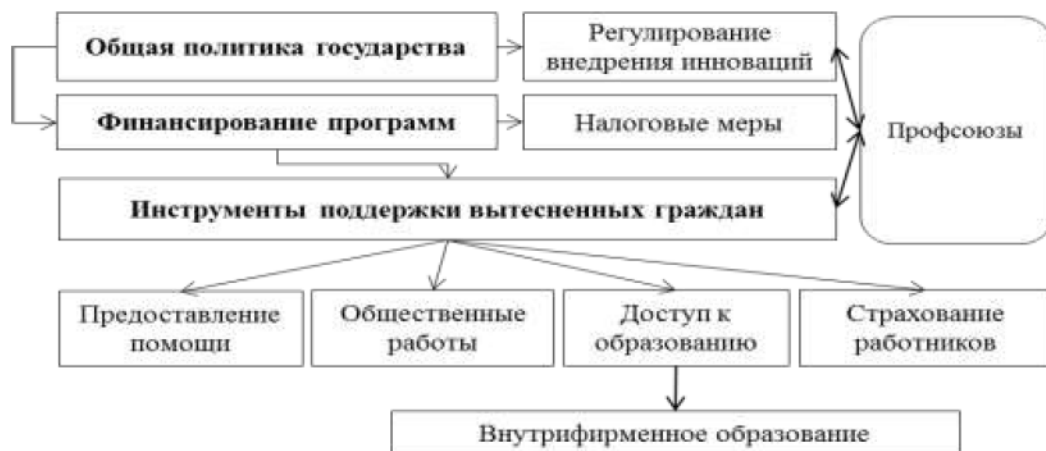 Общая политика государства
Регулирование
внедрения инноваций
Финансирование программ
Налоговые меры
Профсоюзы
Инструменты поддержки вытесненных граждан
Предоставление
помощи
Общественные
работы
Доступ к
образованию
Страхование
работников
Внутрифирменное образование